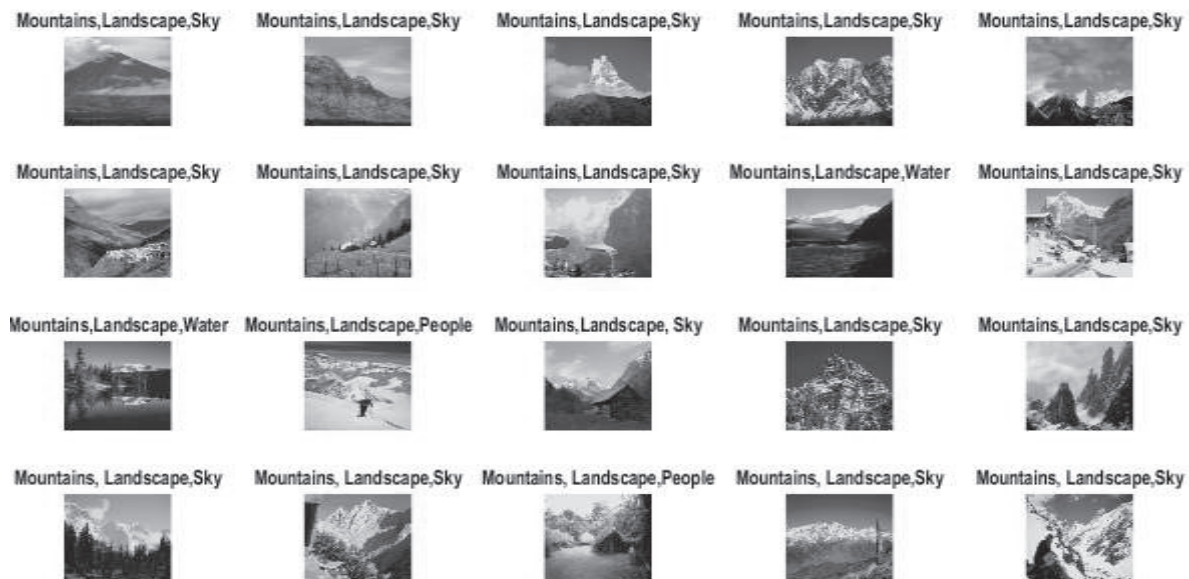 Mountains,Landscape,Sky Mountains,Landscape,Sky Mountains,Landscape,Sky Mountains,Landscape,Sky Mountains,Landscape,Sky
Mountains,Landscape,Sky Mountains,Landscape,Sky Mountains,Landscape,Sky Mountains,Landscape,Water Mountains,Landscape,Sky
Mountains,Landscape,Water Mountains,Landscape,People Mountains,Landscape, Sky Mountains,Landscape,Sky Mountains,Landscape,Sky
Mountains, Landscape,Sky Mountains, Landscape,Sky Mountains, Landscape,People Mountains, Landscape,Sky Mountains, Landscape,Sky